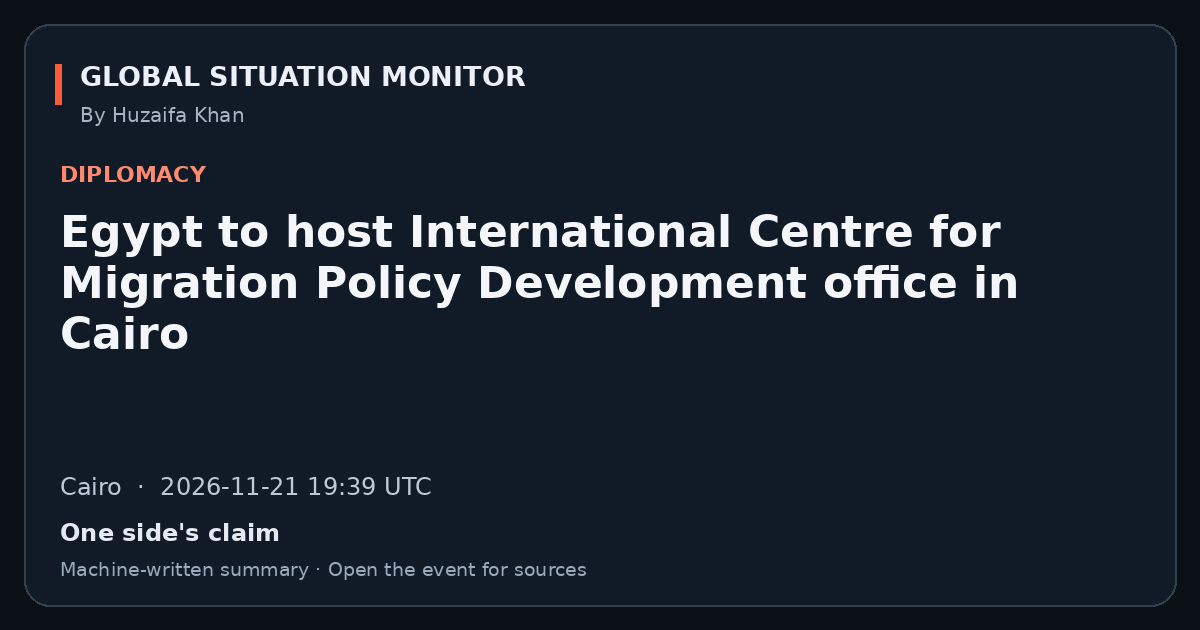 GLOBAL SITUATION MONITOR
By Huzaifa Khan
DIPLOMACY
Egypt to host International Centre for
Migration Policy Development office in
Cairo
Cairo · 2026-11-21 19:39 UTC
One side's claim
Machine-written summary · Open the event for sources